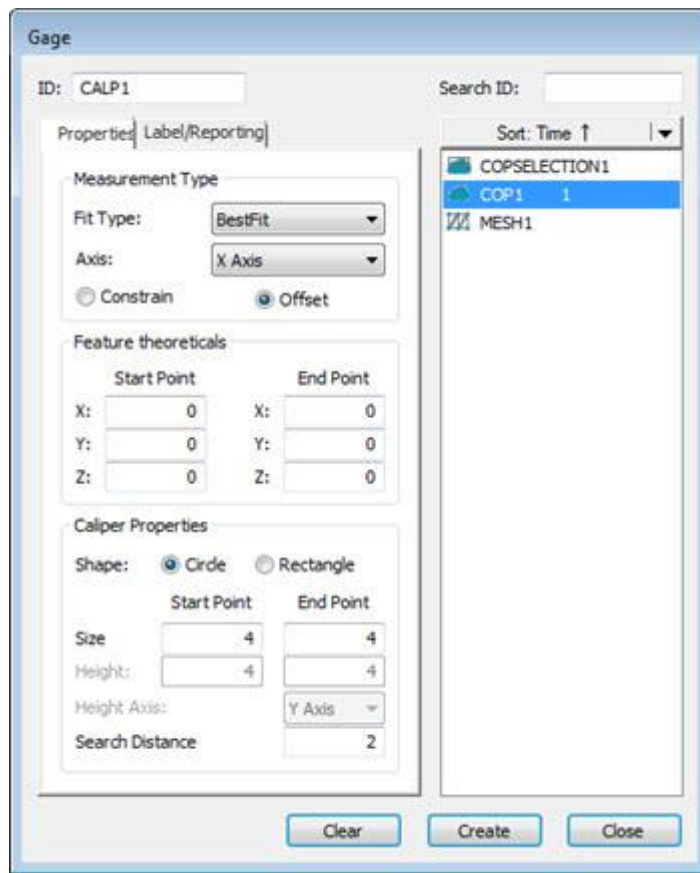 Gage
ID: CALP1
Search ID:
Properties Label/Reporting
Measurement Type
Fit Type: BestFit
Axis: X Axis
Constrain Offset
Feature theoreticals
Start Point End Point
X: 0 X: 0
Y: 0 Y: 0
Z: 0 Z: 0
Caliper Properties
Shape: Circle Rectangle
Start Point End Point
Size 4 4
Height: 4 4
Height Axis: Y Axis
Search Distance 2
Sort: Time ↑
COPSELECTION1
COP1 1
MESH1
Clear Create Close